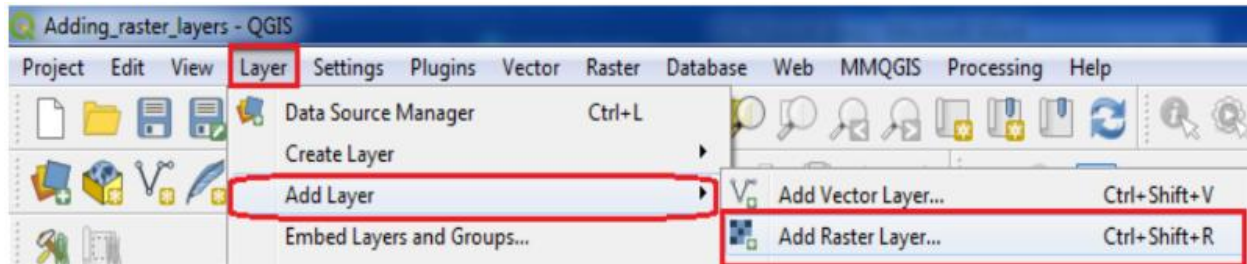 Adding_raster_layers - QGIS
Project Edit View Layer Settings Plugins Vector Raster Database Web MMQGIS Processing Help
Data Source Manager Ctrl+L
Create Layer
Add Layer
Add Vector Layer... Ctrl+Shift+V
Embed Layers and Groups...
Add Raster Layer... Ctrl+Shift+R